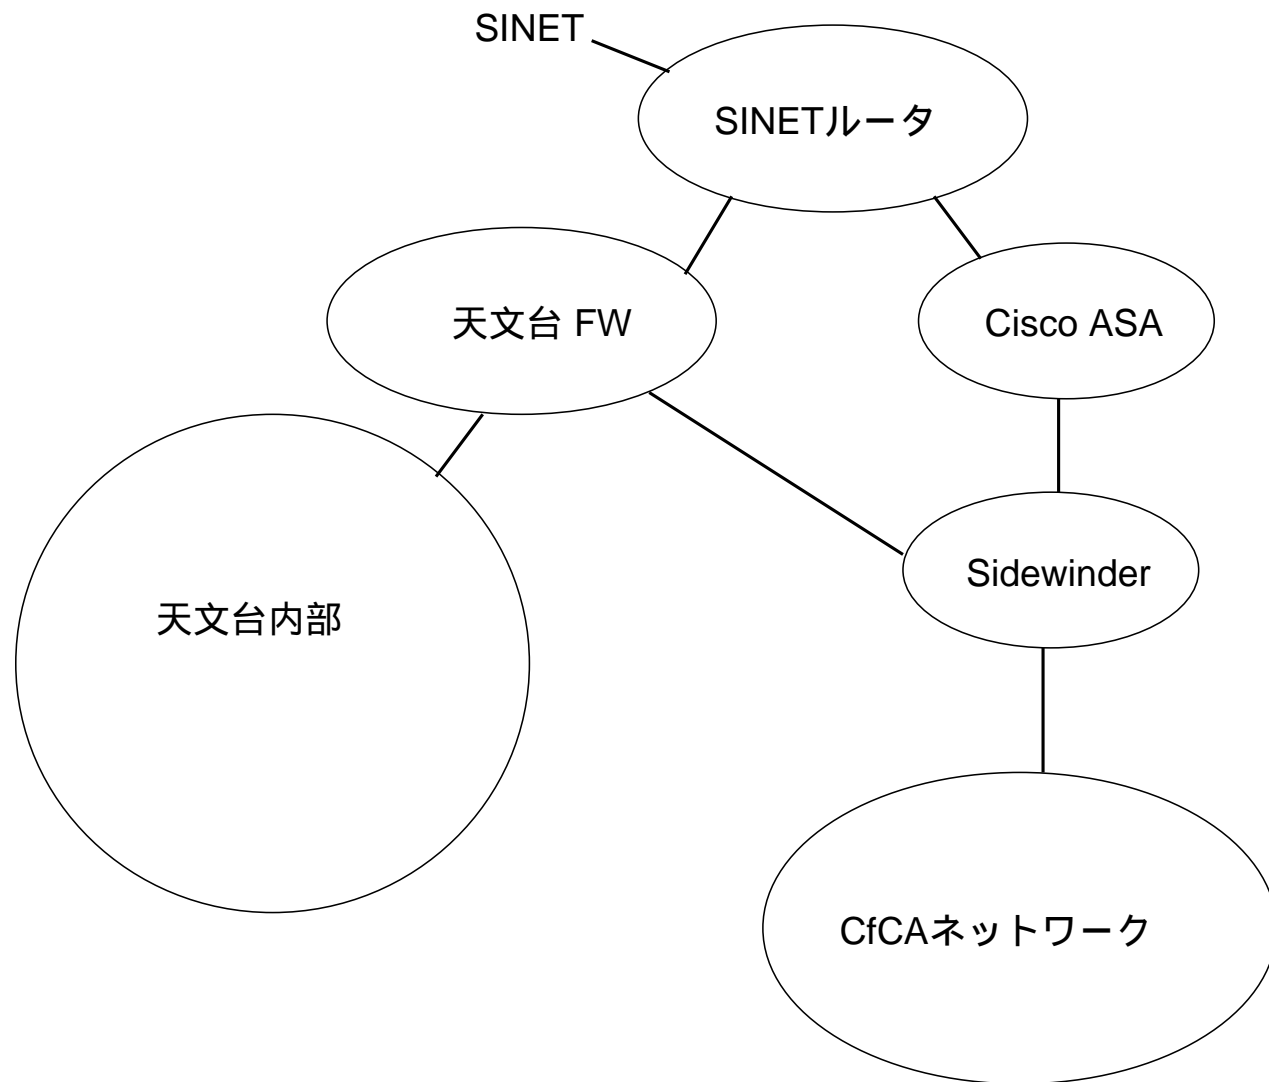 SINET
SINETルータ
天文台 FW
Cisco ASA
Sidewinder
天文台内部
CfCAネットワーク